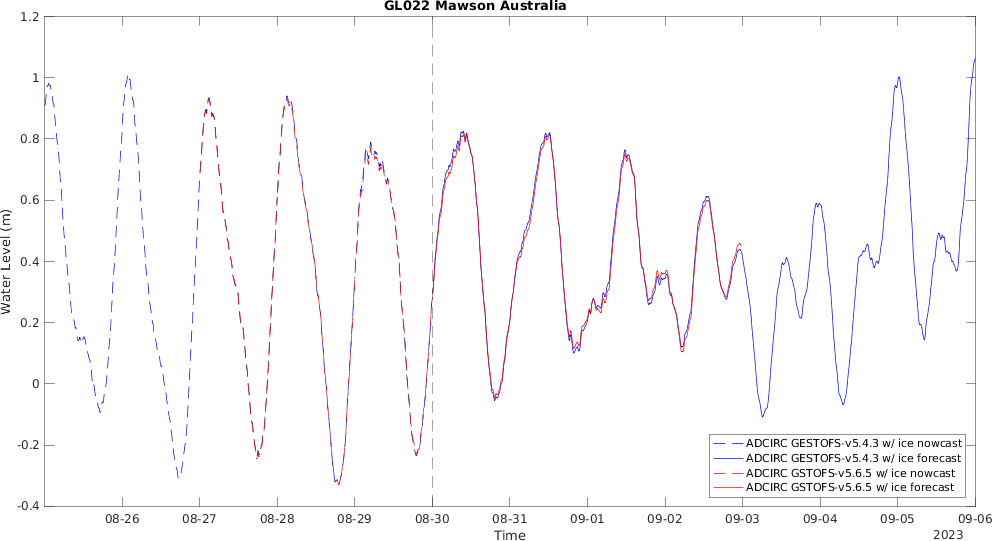 GL022 Mawson Australia
1.2
1
0.8
0.6
0.4
0.2
0
-0.2
-0.4
Water Level (m)
ADCIRC GESTOFS-v5.4.3 w/ ice nowcast
ADCIRC GESTOFS-v5.4.3 w/ ice forecast
ADCIRC GSTOFS-v5.6.5 w/ ice nowcast
ADCIRC GSTOFS-v5.6.5 w/ ice forecast
08-26 08-27 08-28 08-29 08-30 08-31 09-01 09-02 09-03 09-04 09-05 09-06
Time
2023